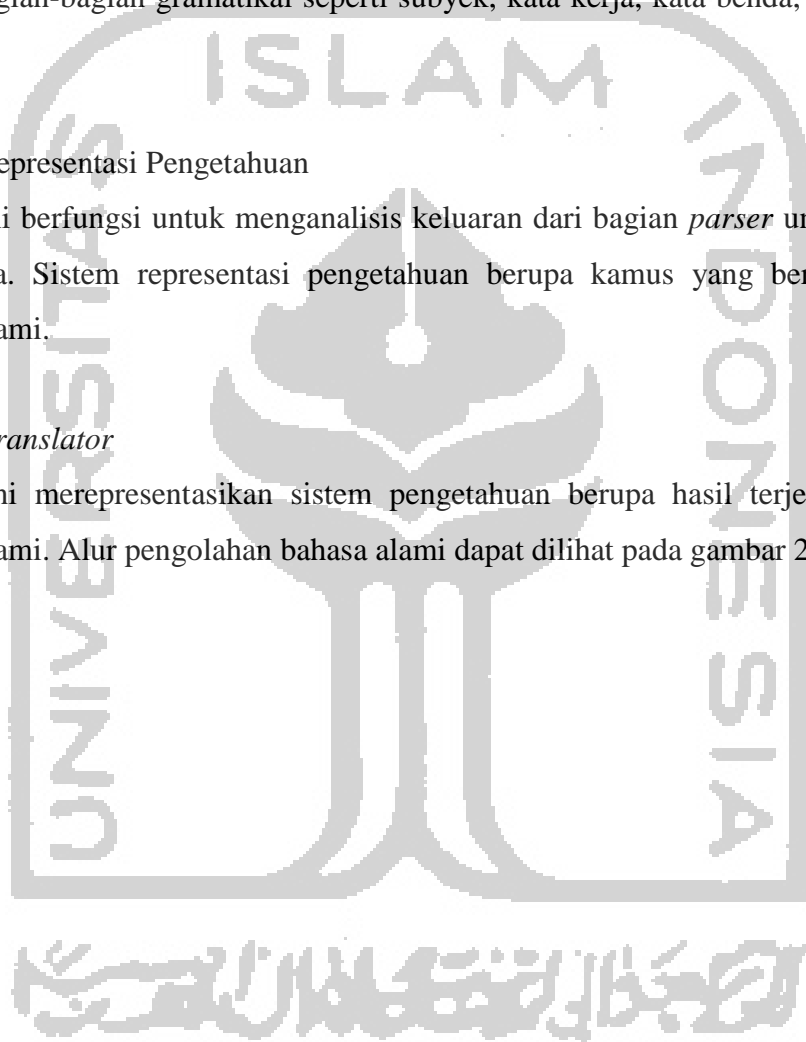 gian-bagian gramatikal seperti subyek, kata kerja, kata benda,
ISLAM
UNIVERSITAS
INDONESIA
epresentasi Pengetahuan
i berfungsi untuk menganalisis keluaran dari bagian parser un
a. Sistem representasi pengetahuan berupa kamus yang ber
ami.
ranslator
ni merepresentasikan sistem pengetahuan berupa hasil terje
ami. Alur pengolahan bahasa alami dapat dilihat pada gambar 2